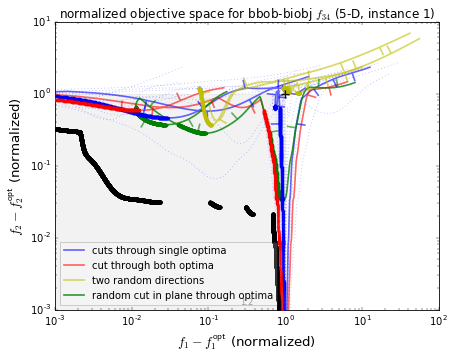 normalized objective space for bbob-biobj f₃₄ (5-D, instance 1)
10¹
10⁰
10⁻¹
10⁻²
10⁻³
f₂ − f₂ᵒᵖᵗ (normalized)
cuts through single optima
cut through both optima
two random directions
random cut in plane through optima
10⁻³ 10⁻² 10⁻¹ 10⁰ 10¹ 10²
f₁ − f₁ᵒᵖᵗ (normalized)